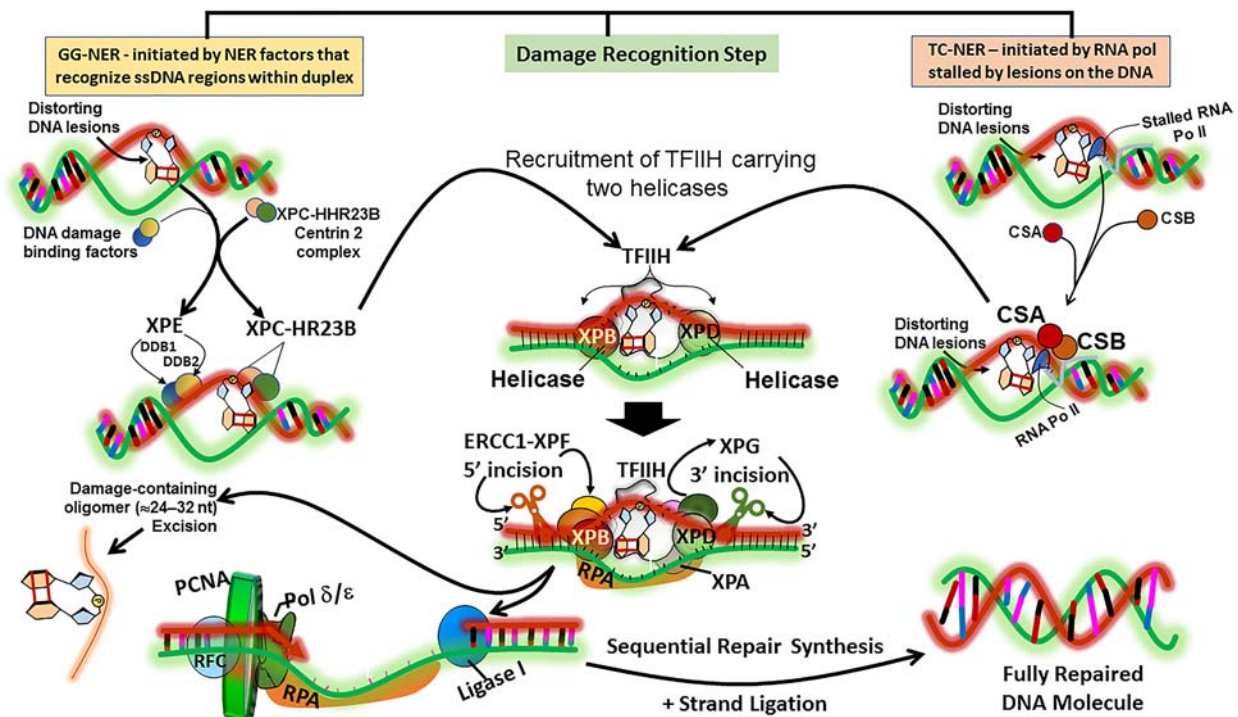 GG-NER - initiated by NER factors that
recognize ssDNA regions within duplex
Damage Recognition Step
TC-NER – initiated by RNA pol
stalled by lesions on the DNA
Distorting
DNA lesions
P
DNA damage
binding factors
XPC-HHR23B
Centrin 2
complex
XPE
DDB1
DDB2
XPC-HR23B
P
Recruitment of TFIIH carrying
two helicases
TFIIH
P
XPB
XPD
Helicase
Helicase
Distorting
DNA lesions
P
Stalled RNA
Po II
CSA
CSB
CSA
CSB
Distorting
DNA lesions
P
RNA Po II
ERCC1-XPF
5’ incision
TFIIH
XPG
3’ incision
5’
3’
P
XPB
XPD
3’
5’
RPA
XPA
Damage-containing
oligomer (≈24–32 nt)
Excision
P
PCNA
Pol δ/ε
RFC
RPA
Ligase I
Sequential Repair Synthesis
+ Strand Ligation
Fully Repaired
DNA Molecule